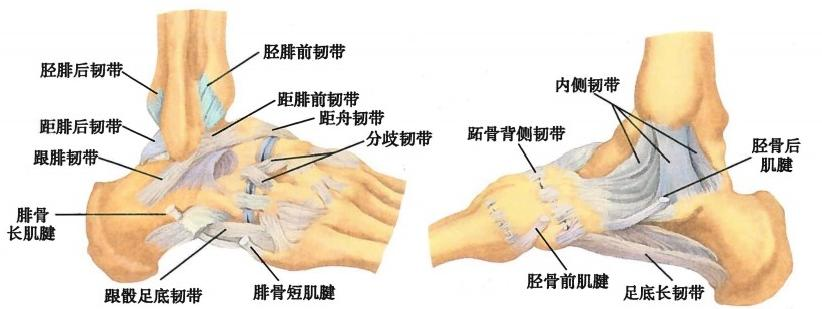 胫腓前韧带
胫腓后韧带
距腓前韧带
距舟韧带
距腓后韧带
分歧韧带
跟腓韧带
腓骨
长肌腱
跟骰足底韧带
腓骨短肌腱
内侧韧带
跖骨背侧韧带
胫骨后
肌腱
胫骨前肌腱
足底长韧带